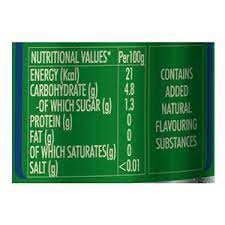 NUTRITIONAL VALUES* Per100g
ENERGY (Kcal) 21
CARBOHYDRATE (g) 4.8
-OF WHICH SUGAR (g) 1.3
PROTEIN (g) 0
FAT (g) 0
OF WHICH SATURATES(g) 0
SALT (g) <0.01
CONTAINS
ADDED
NATURAL
FLAVOURING
SUBSTANCES